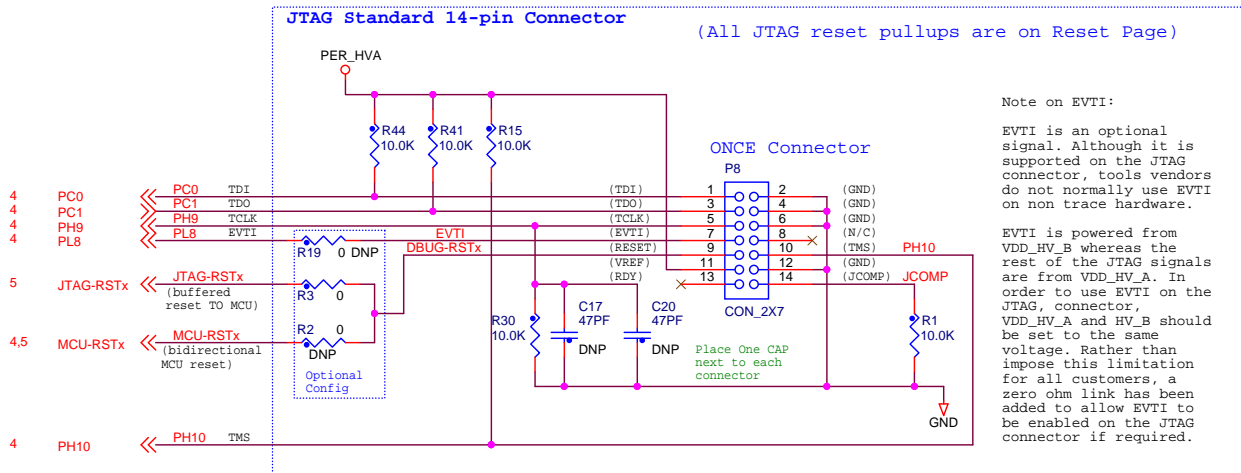 JTAG Standard 14-pin Connector
(All JTAG reset pullups are on Reset Page)
PER_HVA
R44
10.0K
R41
10.0K
R15
10.0K
ONCE Connector
P8
4 PC0 PC0 TDI (TDI) 1 2 (GND)
4 PC1 PC1 TDO (TDO) 3 4 (GND)
4 PH9 PH9 TCLK (TCLK) 5 6 (GND)
4 PL8 PL8 EVTI EVTI (EVTI) 7 8 (N/C)
R19 0 DNP
DBUG-RSTx (RESET) 9 10 (TMS) PH10
(VREF) 11 12 (GND)
(RDY) 13 14 (JCOMP) JCOMP
CON_2X7
5 JTAG-RSTx JTAG-RSTx
(buffered
reset TO MCU)
R3 0
4,5 MCU-RSTx MCU-RSTx
(bidirectional
MCU reset)
R2 0
DNP
Optional
Config
R30
10.0K
C17
47PF
DNP
C20
47PF
DNP
Place One CAP
next to each
connector
R1
10.0K
GND
4 PH10 PH10 TMS
Note on EVTI:
EVTI is an optional
signal. Although it is
supported on the JTAG
connector, tools vendors
do not normally use EVTI
on non trace hardware.
EVTI is powered from
VDD_HV_B whereas the
rest of the JTAG signals
are from VDD_HV_A. In
order to use EVTI on the
JTAG, connector,
VDD_HV_A and HV_B should
be set to the same
voltage. Rather than
impose this limitation
for all customers, a
zero ohm link has been
added to allow EVTI to
be enabled on the JTAG
connector if required.